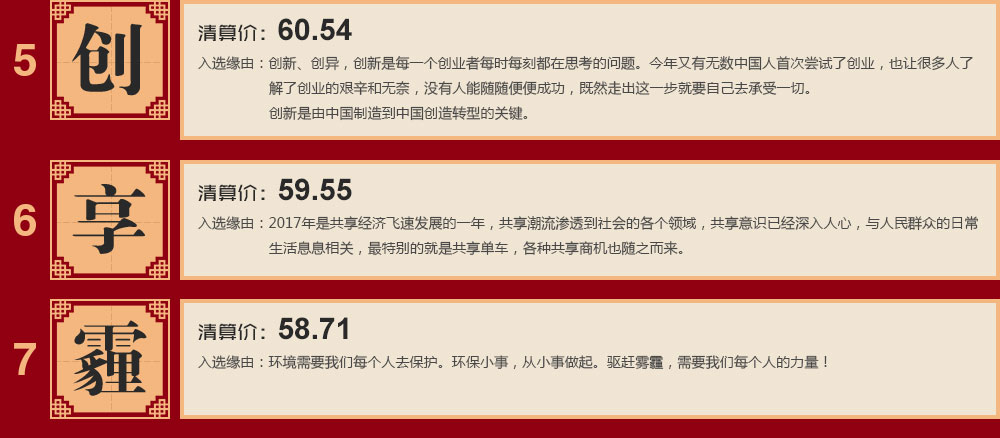 5
创
清算价：60.54
入选缘由：创新、创异，创新是每一个创业者每时每刻都在思考的问题。今年又有无数中国人首次尝试了创业，也让很多人了
解了创业的艰辛和无奈，没有人能随随便便成功，既然走出这一步就要自己去承受一切。
创新是由中国制造到中国创造转型的关键。
6
享
清算价：59.55
入选缘由：2017年是共享经济飞速发展的一年，共享潮流渗透到社会的各个领域，共享意识已经深入人心，与人民群众的日常
生活息息相关，最特别的就是共享单车，各种共享商机也随之而来。
7
霾
清算价：58.71
入选缘由：环境需要我们每个人去保护。环保小事，从小事做起。驱赶雾霾，需要我们每个人的力量！